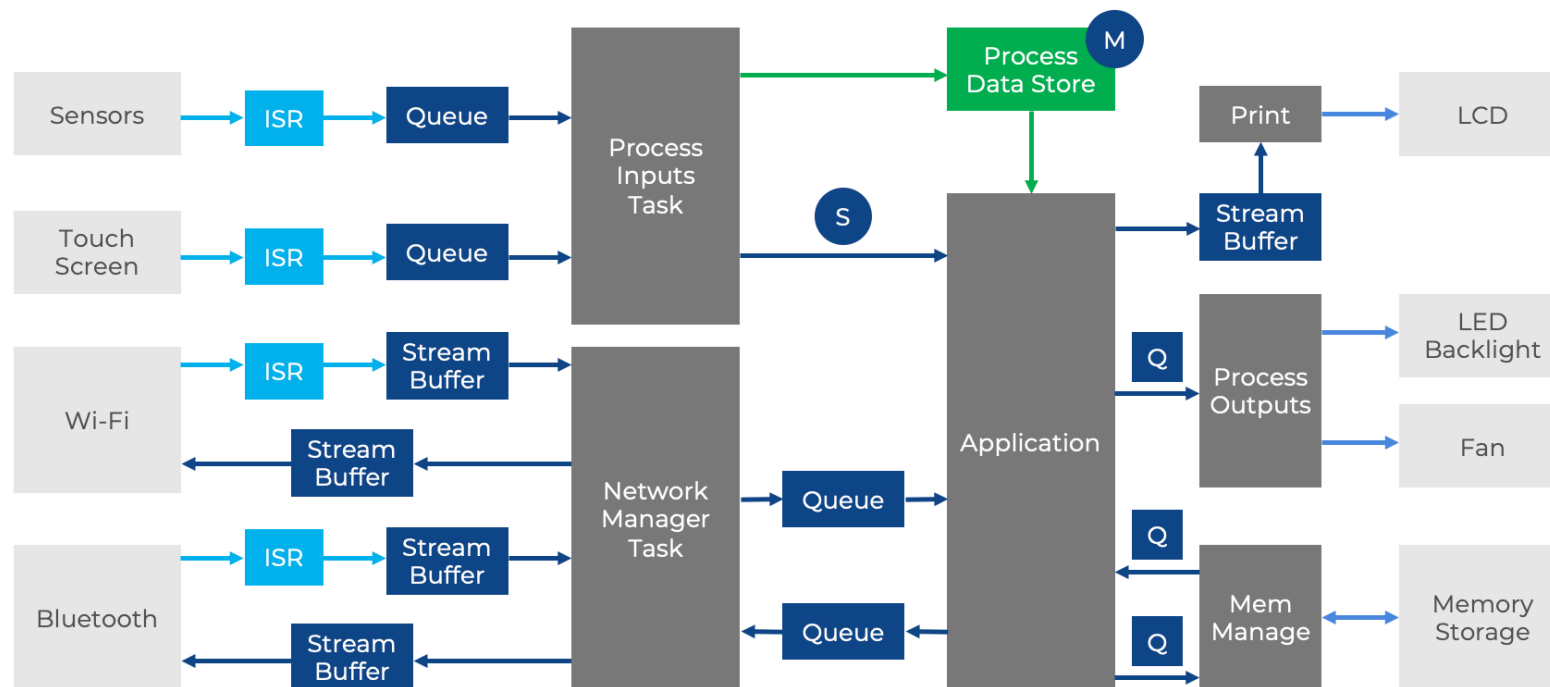 Sensors
ISR
Queue
Touch
Screen
ISR
Queue
Process
Inputs
Task
Process
Data Store
M
S
Wi-Fi
ISR
Stream
Buffer
Stream
Buffer
Bluetooth
ISR
Stream
Buffer
Stream
Buffer
Network
Manager
Task
Queue
Queue
Application
Stream
Buffer
Print
LCD
Q
Process
Outputs
LED
Backlight
Fan
Q
Q
Mem
Manage
Memory
Storage